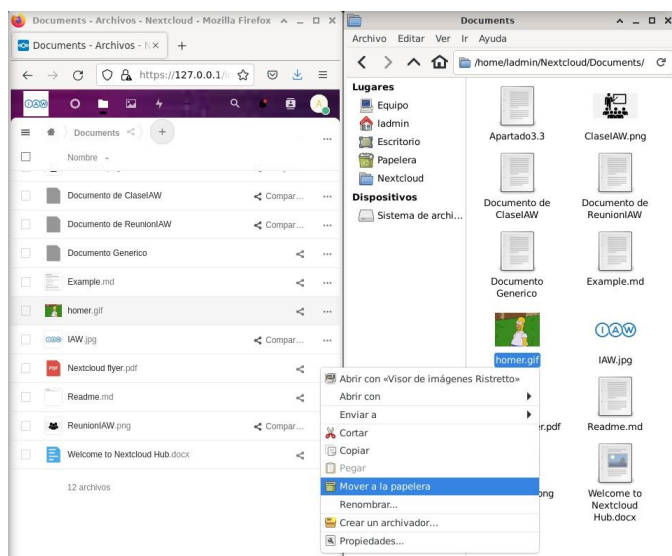 Documents - Archivos - Nextcloud - Mozilla Firefox
Documents - Archivos - N
https://127.0.0.1/i
IAW
A
Documents
Nombre
Documento de ClaseIAW
Compar...
Documento de ReunionIAW
Compar...
Documento Generico
Example.md
homer.gif
IAW.jpg
Compar...
Nextcloud flyer.pdf
Readme.md
ReunionIAW.png
Compar...
Welcome to Nextcloud Hub.docx
12 archivos
Documents
Archivo Editar Ver Ir Ayuda
/home/ladmin/Nextcloud/Documents/
Lugares
Equipo
ladmin
Escritorio
Papelera
Nextcloud
Dispositivos
Sistema de archi...
Apartado3.3
ClaseIAW.png
Documento de
ClaseIAW
Documento de
ReunionIAW
Documento
Generico
Example.md
homer.gif
IAW
IAW.jpg
er.pdf
Readme.md
ong
Welcome to
Nextcloud
Hub.docx
Abrir con «Visor de imágenes Ristretto»
Abrir con
Enviar a
Cortar
Copiar
Pegar
Mover a la papelera
Renombrar...
Crear un archivador...
Propiedades...